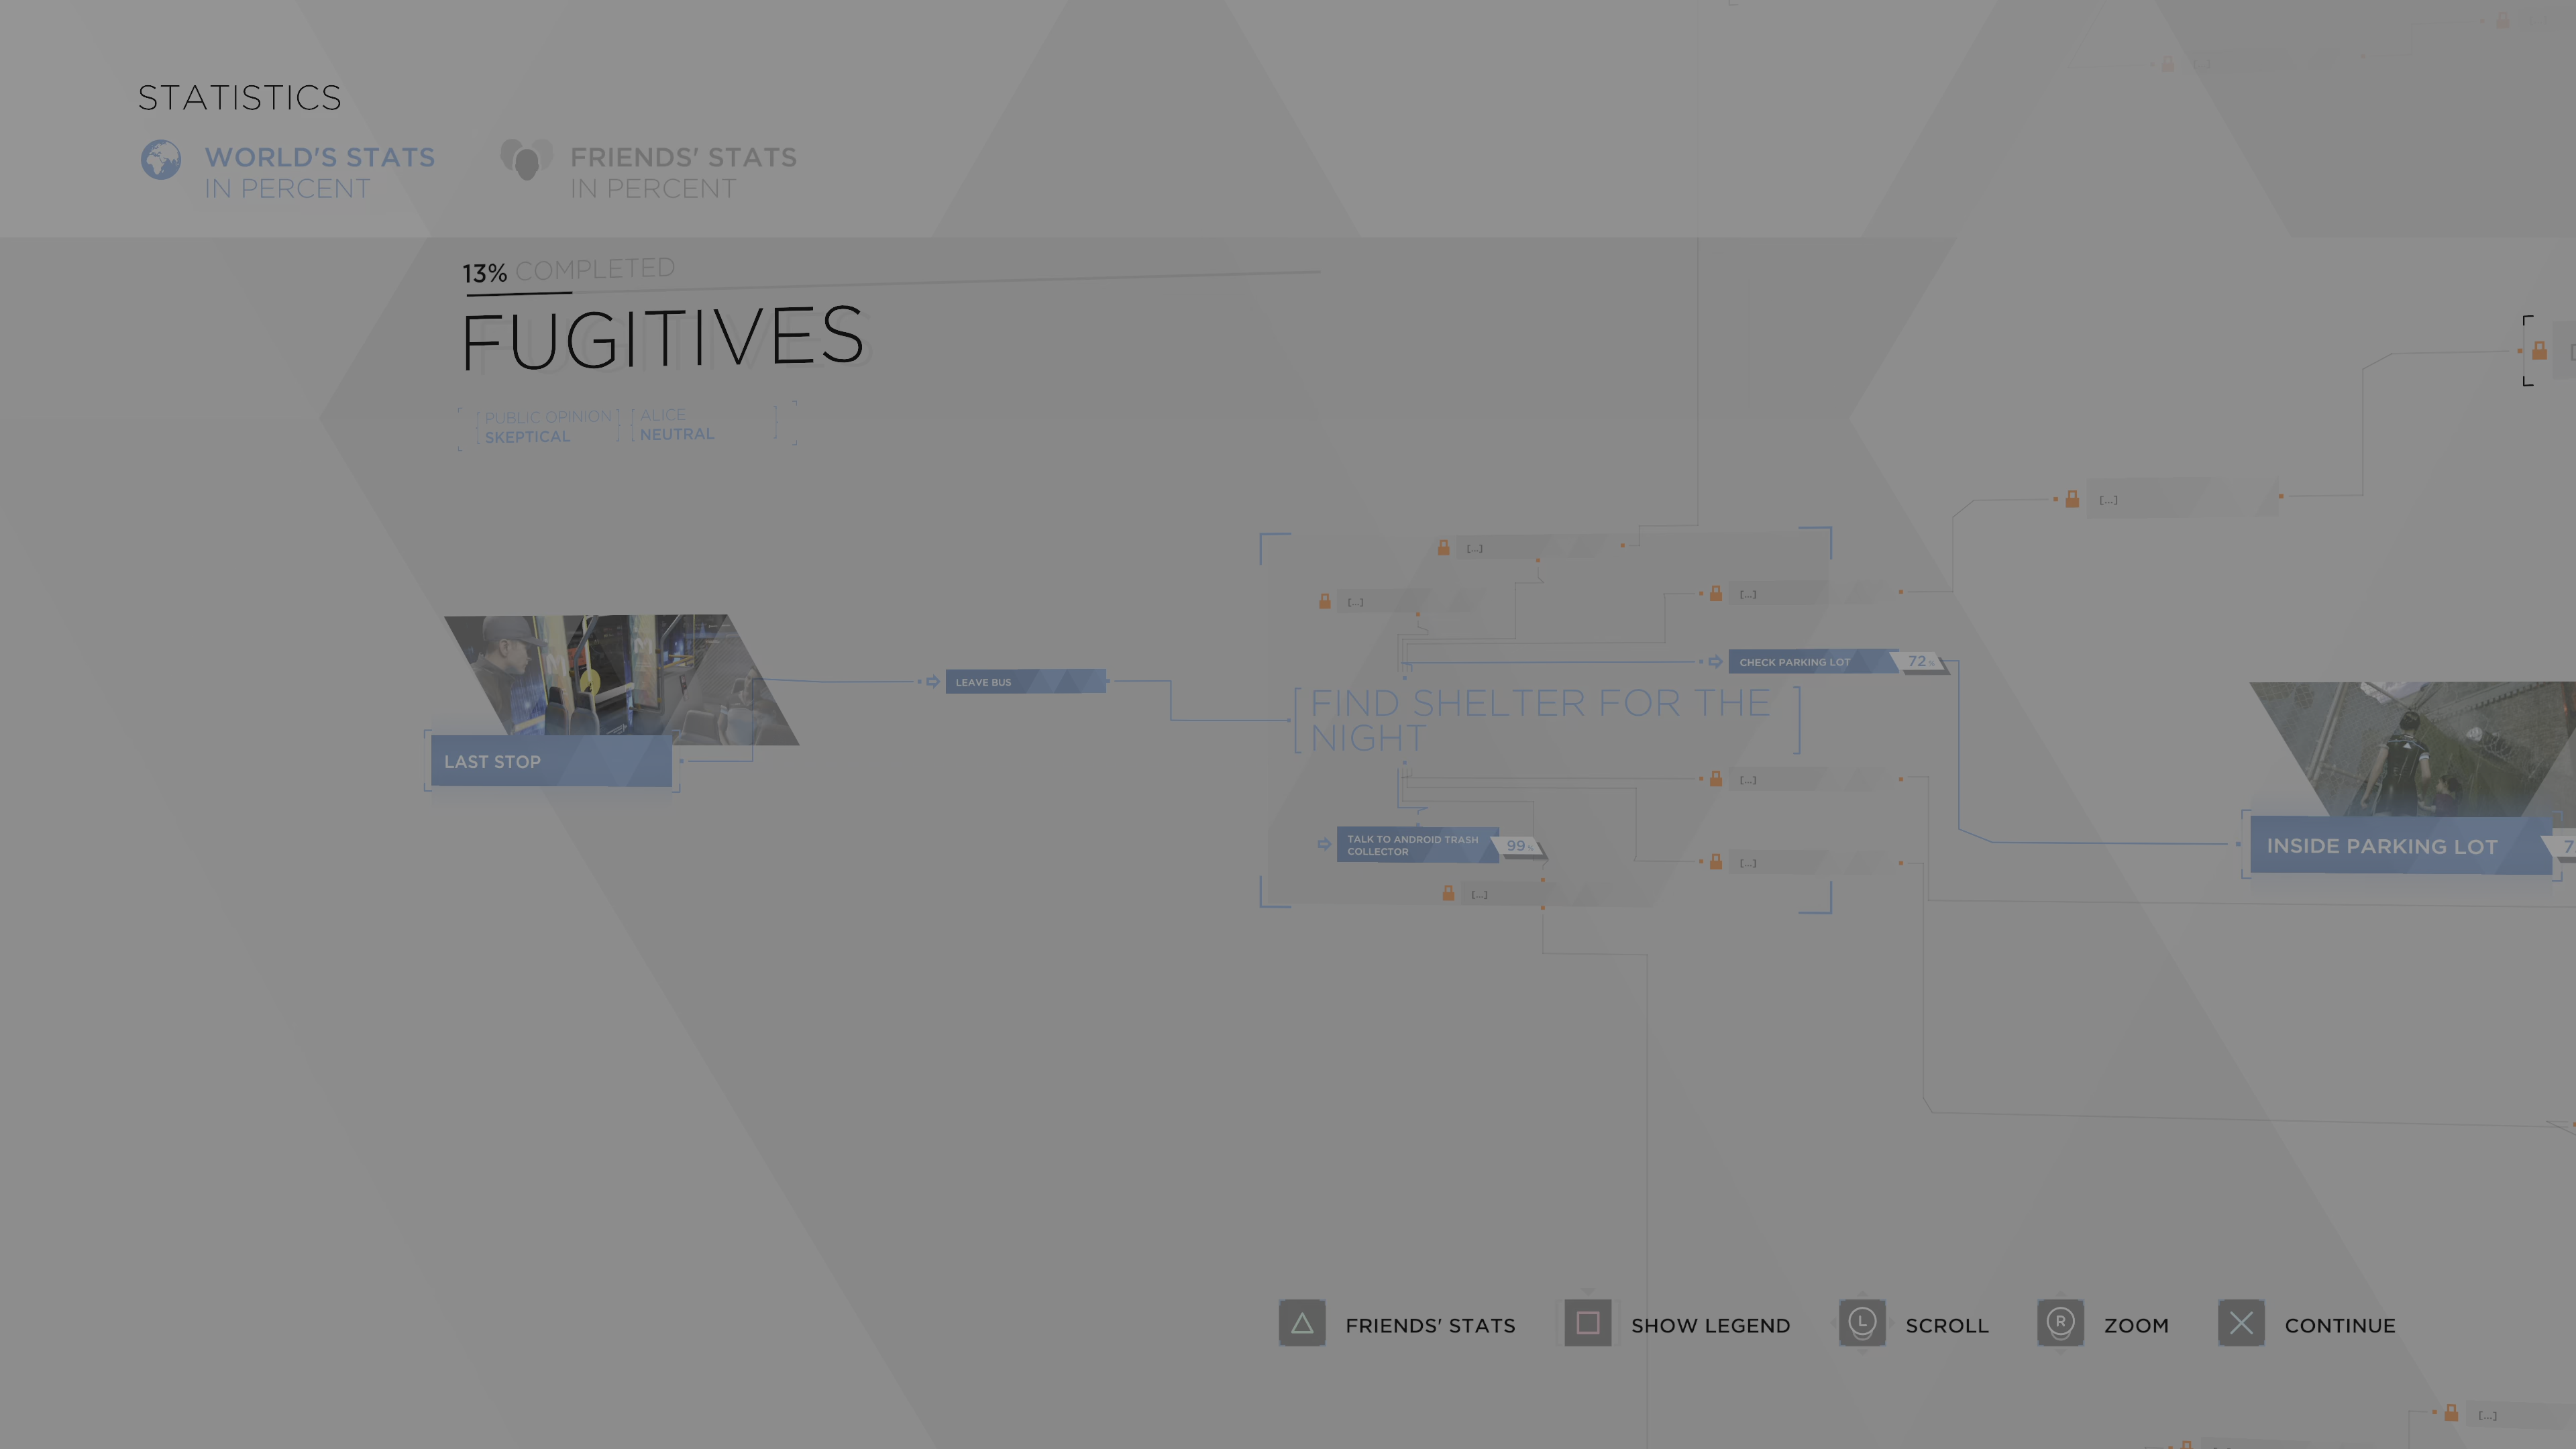 STATISTICS
WORLD'S STATS
IN PERCENT
FRIENDS' STATS
IN PERCENT
13% COMPLETED
FUGITIVES
PUBLIC OPINION
SKEPTICAL
ALICE
NEUTRAL
[...]
[...]
[...]
[...]
CHECK PARKING LOT 72%
LEAVE BUS
FIND SHELTER FOR THE
NIGHT
LAST STOP
[...]
TALK TO ANDROID TRASH
COLLECTOR
99%
[...]
[...]
INSIDE PARKING LOT
FRIENDS' STATS
SHOW LEGEND
L
SCROLL
R
ZOOM
CONTINUE
[...]